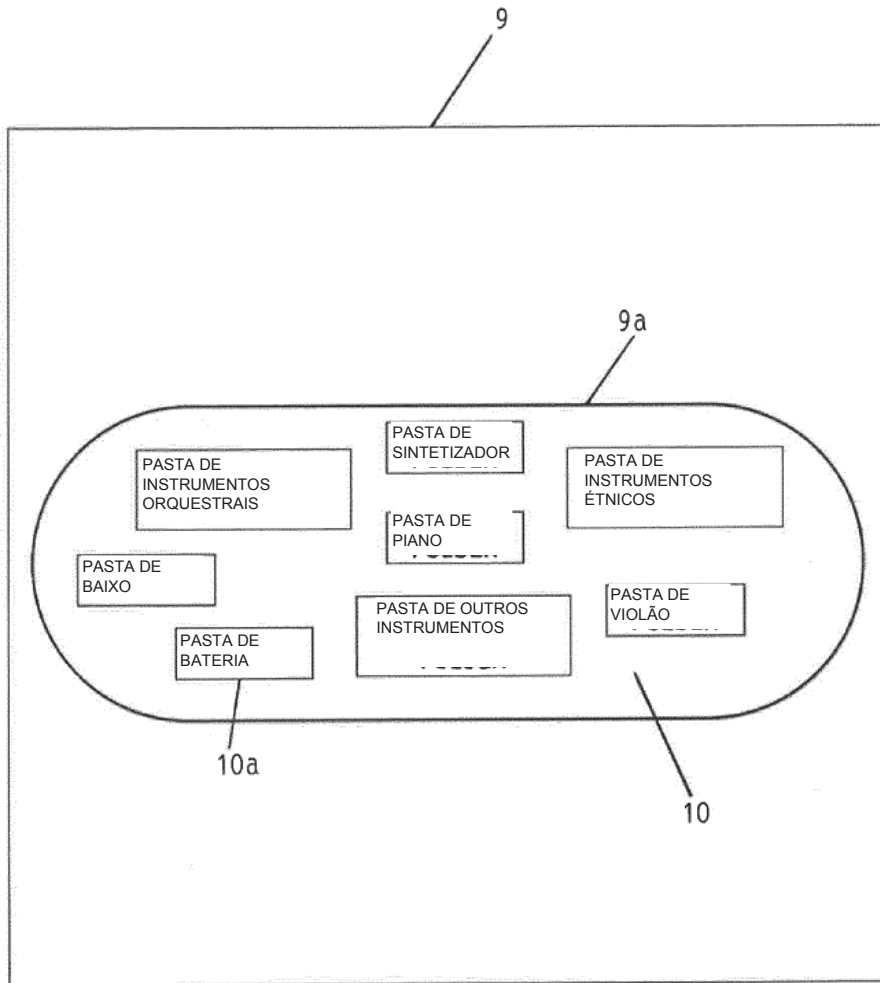 9
9a
PASTA DE
SINTETIZADOR
PASTA DE
INSTRUMENTOS
ORQUESTRAIS
PASTA DE
INSTRUMENTOS
ÉTNICOS
PASTA DE
PIANO
PASTA DE
BAIXO
PASTA DE
VIOLÃO
PASTA DE OUTROS
INSTRUMENTOS
PASTA DE
BATERIA
10a
10